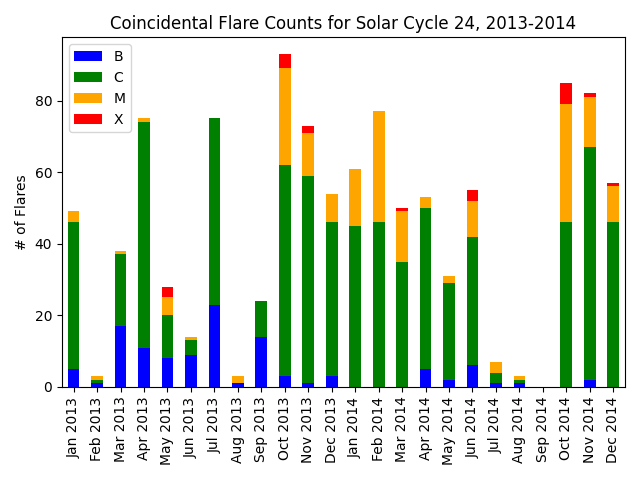 Coincidental Flare Counts for Solar Cycle 24, 2013-2014
B
C
M
X
# of Flares
80
60
40
20
0
Jan 2013
Feb 2013
Mar 2013
Apr 2013
May 2013
Jun 2013
Jul 2013
Aug 2013
Sep 2013
Oct 2013
Nov 2013
Dec 2013
Jan 2014
Feb 2014
Mar 2014
Apr 2014
May 2014
Jun 2014
Jul 2014
Aug 2014
Sep 2014
Oct 2014
Nov 2014
Dec 2014